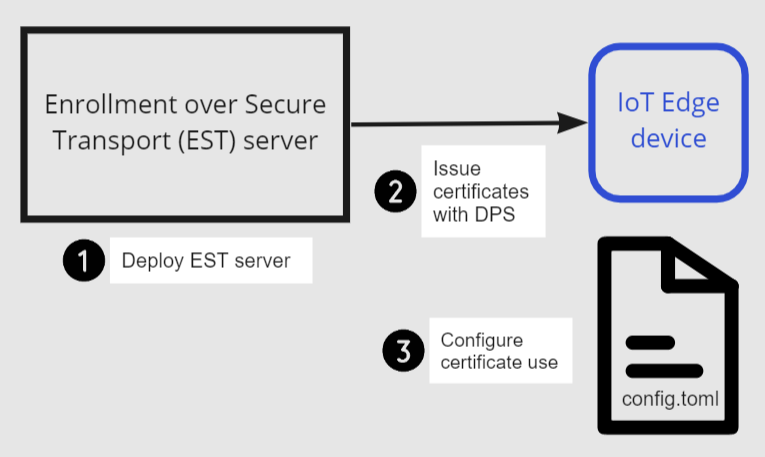 Enrollment over Secure
Transport (EST) server
IoT Edge
device
2
Issue
certificates
with DPS
1
Deploy EST server
3
Configure
certificate use
config.toml